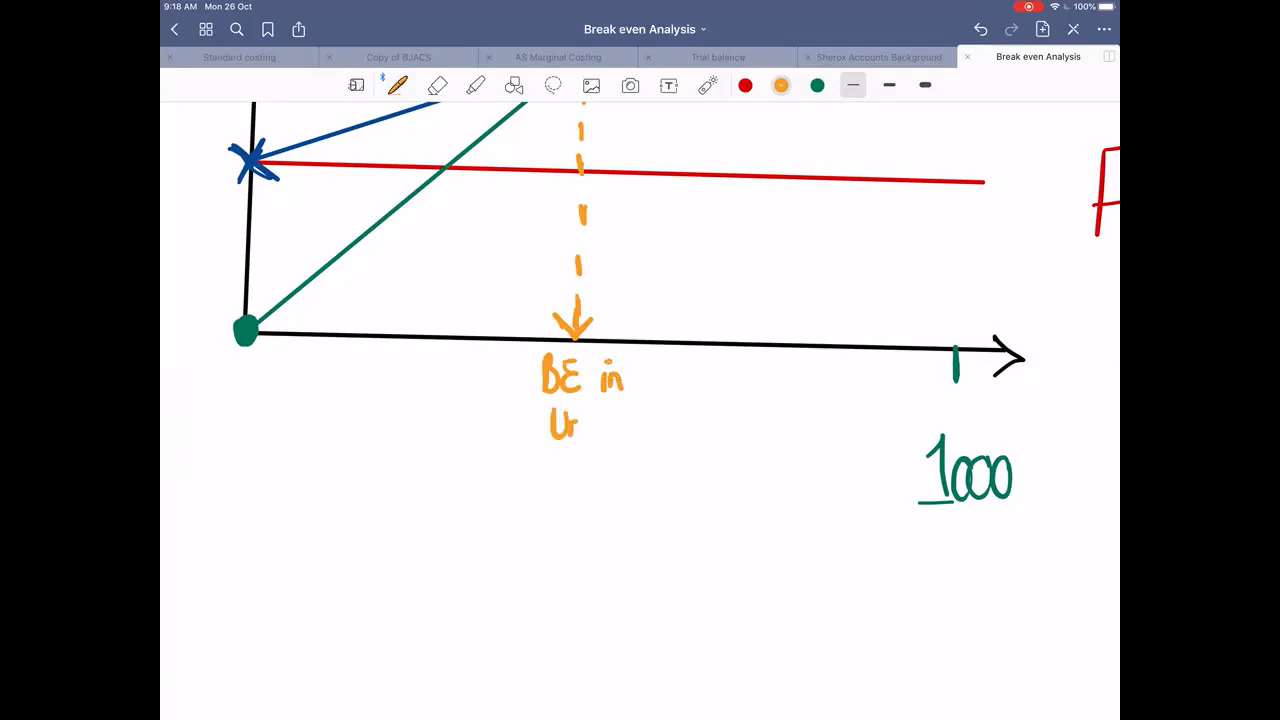 9:18 AM Mon 26 Oct
100%
Break even Analysis
Standard costing
Copy of BJACS
AS Marginal Costing
Trial balance
Sherox Accounts Background
Break even Analysis
BE in
Un
1000